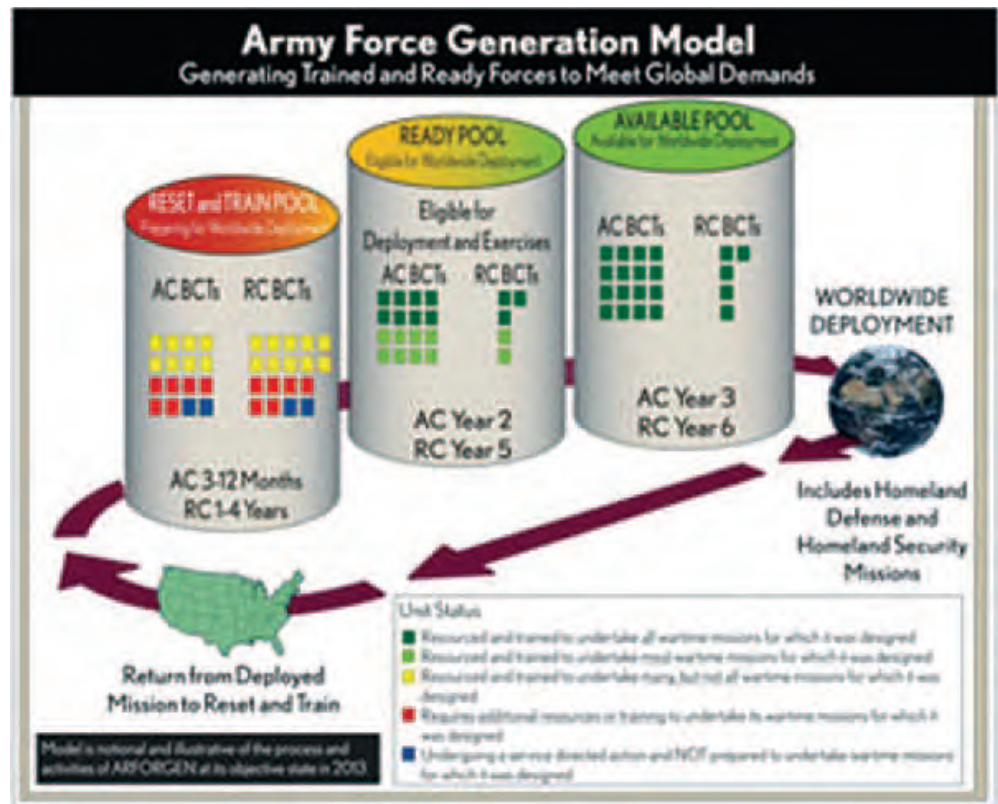 Army Force Generation Model
Generating Trained and Ready Forces to Meet Global Demands
RESET and TRAIN POOL
Preparing for Worldwide Deployment
AC BCTs RC BCTs
AC 3-12 Months
RC 1-4 Years
READY POOL
Eligible for Worldwide Deployment
Eligible for
Deployment and Exercises
AC BCTs RC BCTs
AC Year 2
RC Year 5
AVAILABLE POOL
Available for Worldwide Deployment
AC BCTs RC BCTs
AC Year 3
RC Year 6
WORLDWIDE
DEPLOYMENT
Includes Homeland
Defense and
Homeland Security
Missions
Return from Deployed
Mission to Reset and Train
Model is notional and illustrative of the process and
activities of ARFORGEN at its objective state in 2013.
Unit Status
Resourced and trained to undertake all wartime missions for which it was designed
Resourced and trained to undertake most wartime missions for which it was designed
Resourced and trained to undertake many, but not all wartime missions for which it was
designed
Requires additional resources or training to undertake its wartime missions for which it
was designed
Undergoing a service directed action and NOT prepared to undertake wartime missions
for which it was designed